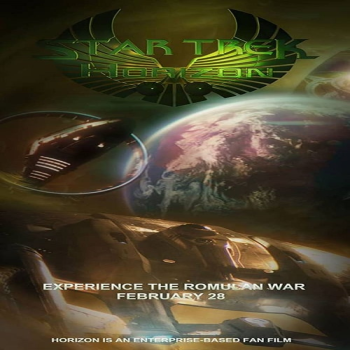 STAR TREK
HORIZON
EXPERIENCE THE ROMULAN WAR
FEBRUARY 28
HORIZON IS AN ENTERPRISE-BASED FAN FILM